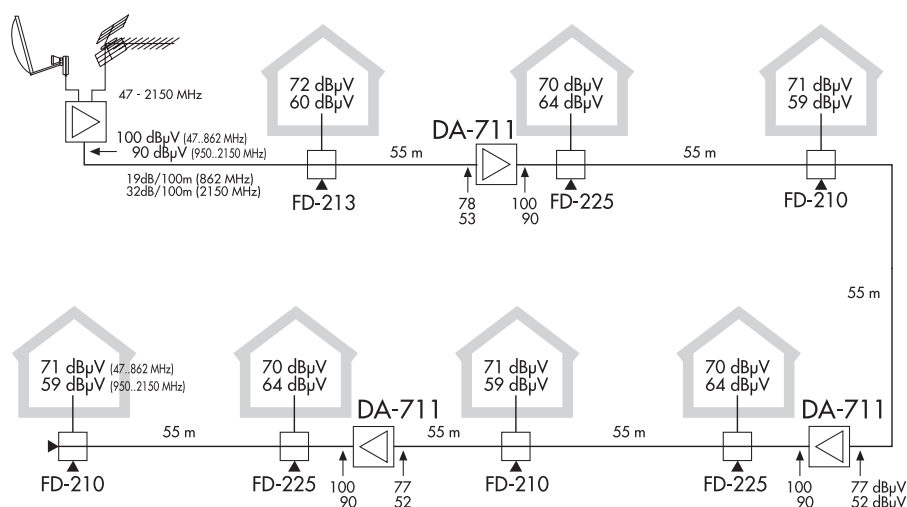 47 - 2150 MHz
100 dBµV (47..862 MHz)
90 dBµV (950..2150 MHz)
19dB/100m (862 MHz)
32dB/100m (2150 MHz)
72 dBµV
60 dBµV
FD-213
55 m
DA-711
78
53
100
90
70 dBµV
64 dBµV
FD-225
55 m
71 dBµV
59 dBµV
FD-210
55 m
71 dBµV (47..862 MHz)
59 dBµV (950..2150 MHz)
FD-210
55 m
70 dBµV
64 dBµV
FD-225
DA-711
100
90
77
52
55 m
71 dBµV
59 dBµV
FD-210
55 m
70 dBµV
64 dBµV
FD-225
DA-711
100
90
77 dBµV
52 dBµV